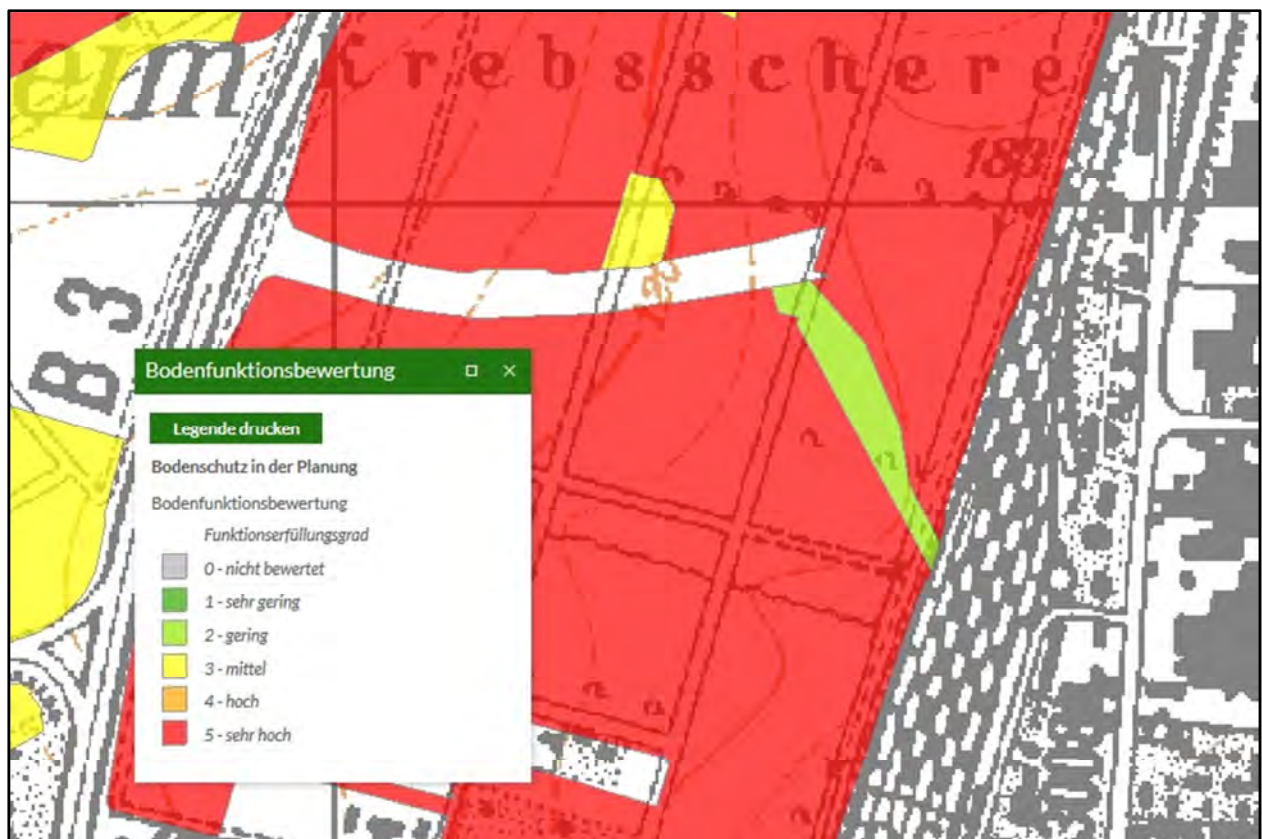 Krebsschere
183
B3
Bodenfunktionsbewertung
Legende drucken
Bodenschutz in der Planung
Bodenfunktionsbewertung
Funktionserfüllungsgrad
0 - nicht bewertet
1 - sehr gering
2 - gering
3 - mittel
4 - hoch
5 - sehr hoch